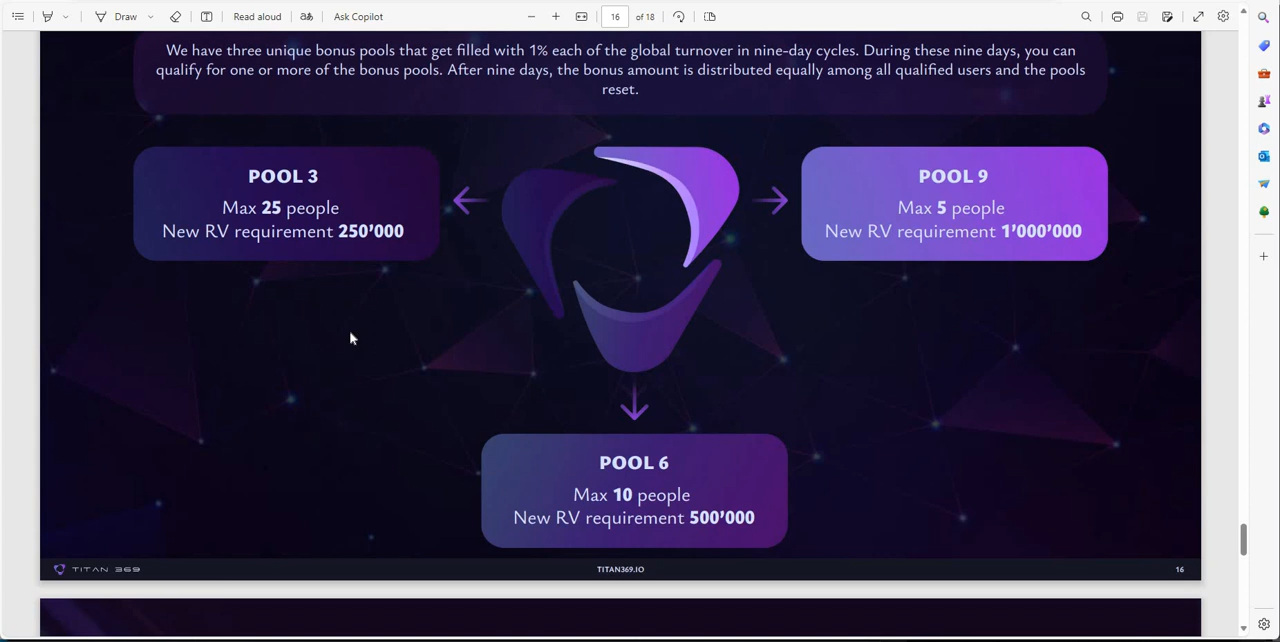 Draw
Read aloud
Ask Copilot
16
of 18
We have three unique bonus pools that get filled with 1% each of the global turnover in nine-day cycles. During these nine days, you can
qualify for one or more of the bonus pools. After nine days, the bonus amount is distributed equally among all qualified users and the pools
reset.
POOL 3
Max 25 people
New RV requirement 250'000
POOL 9
Max 5 people
New RV requirement 1'000'000
POOL 6
Max 10 people
New RV requirement 500'000
TITAN 369
TITAN369.IO
16